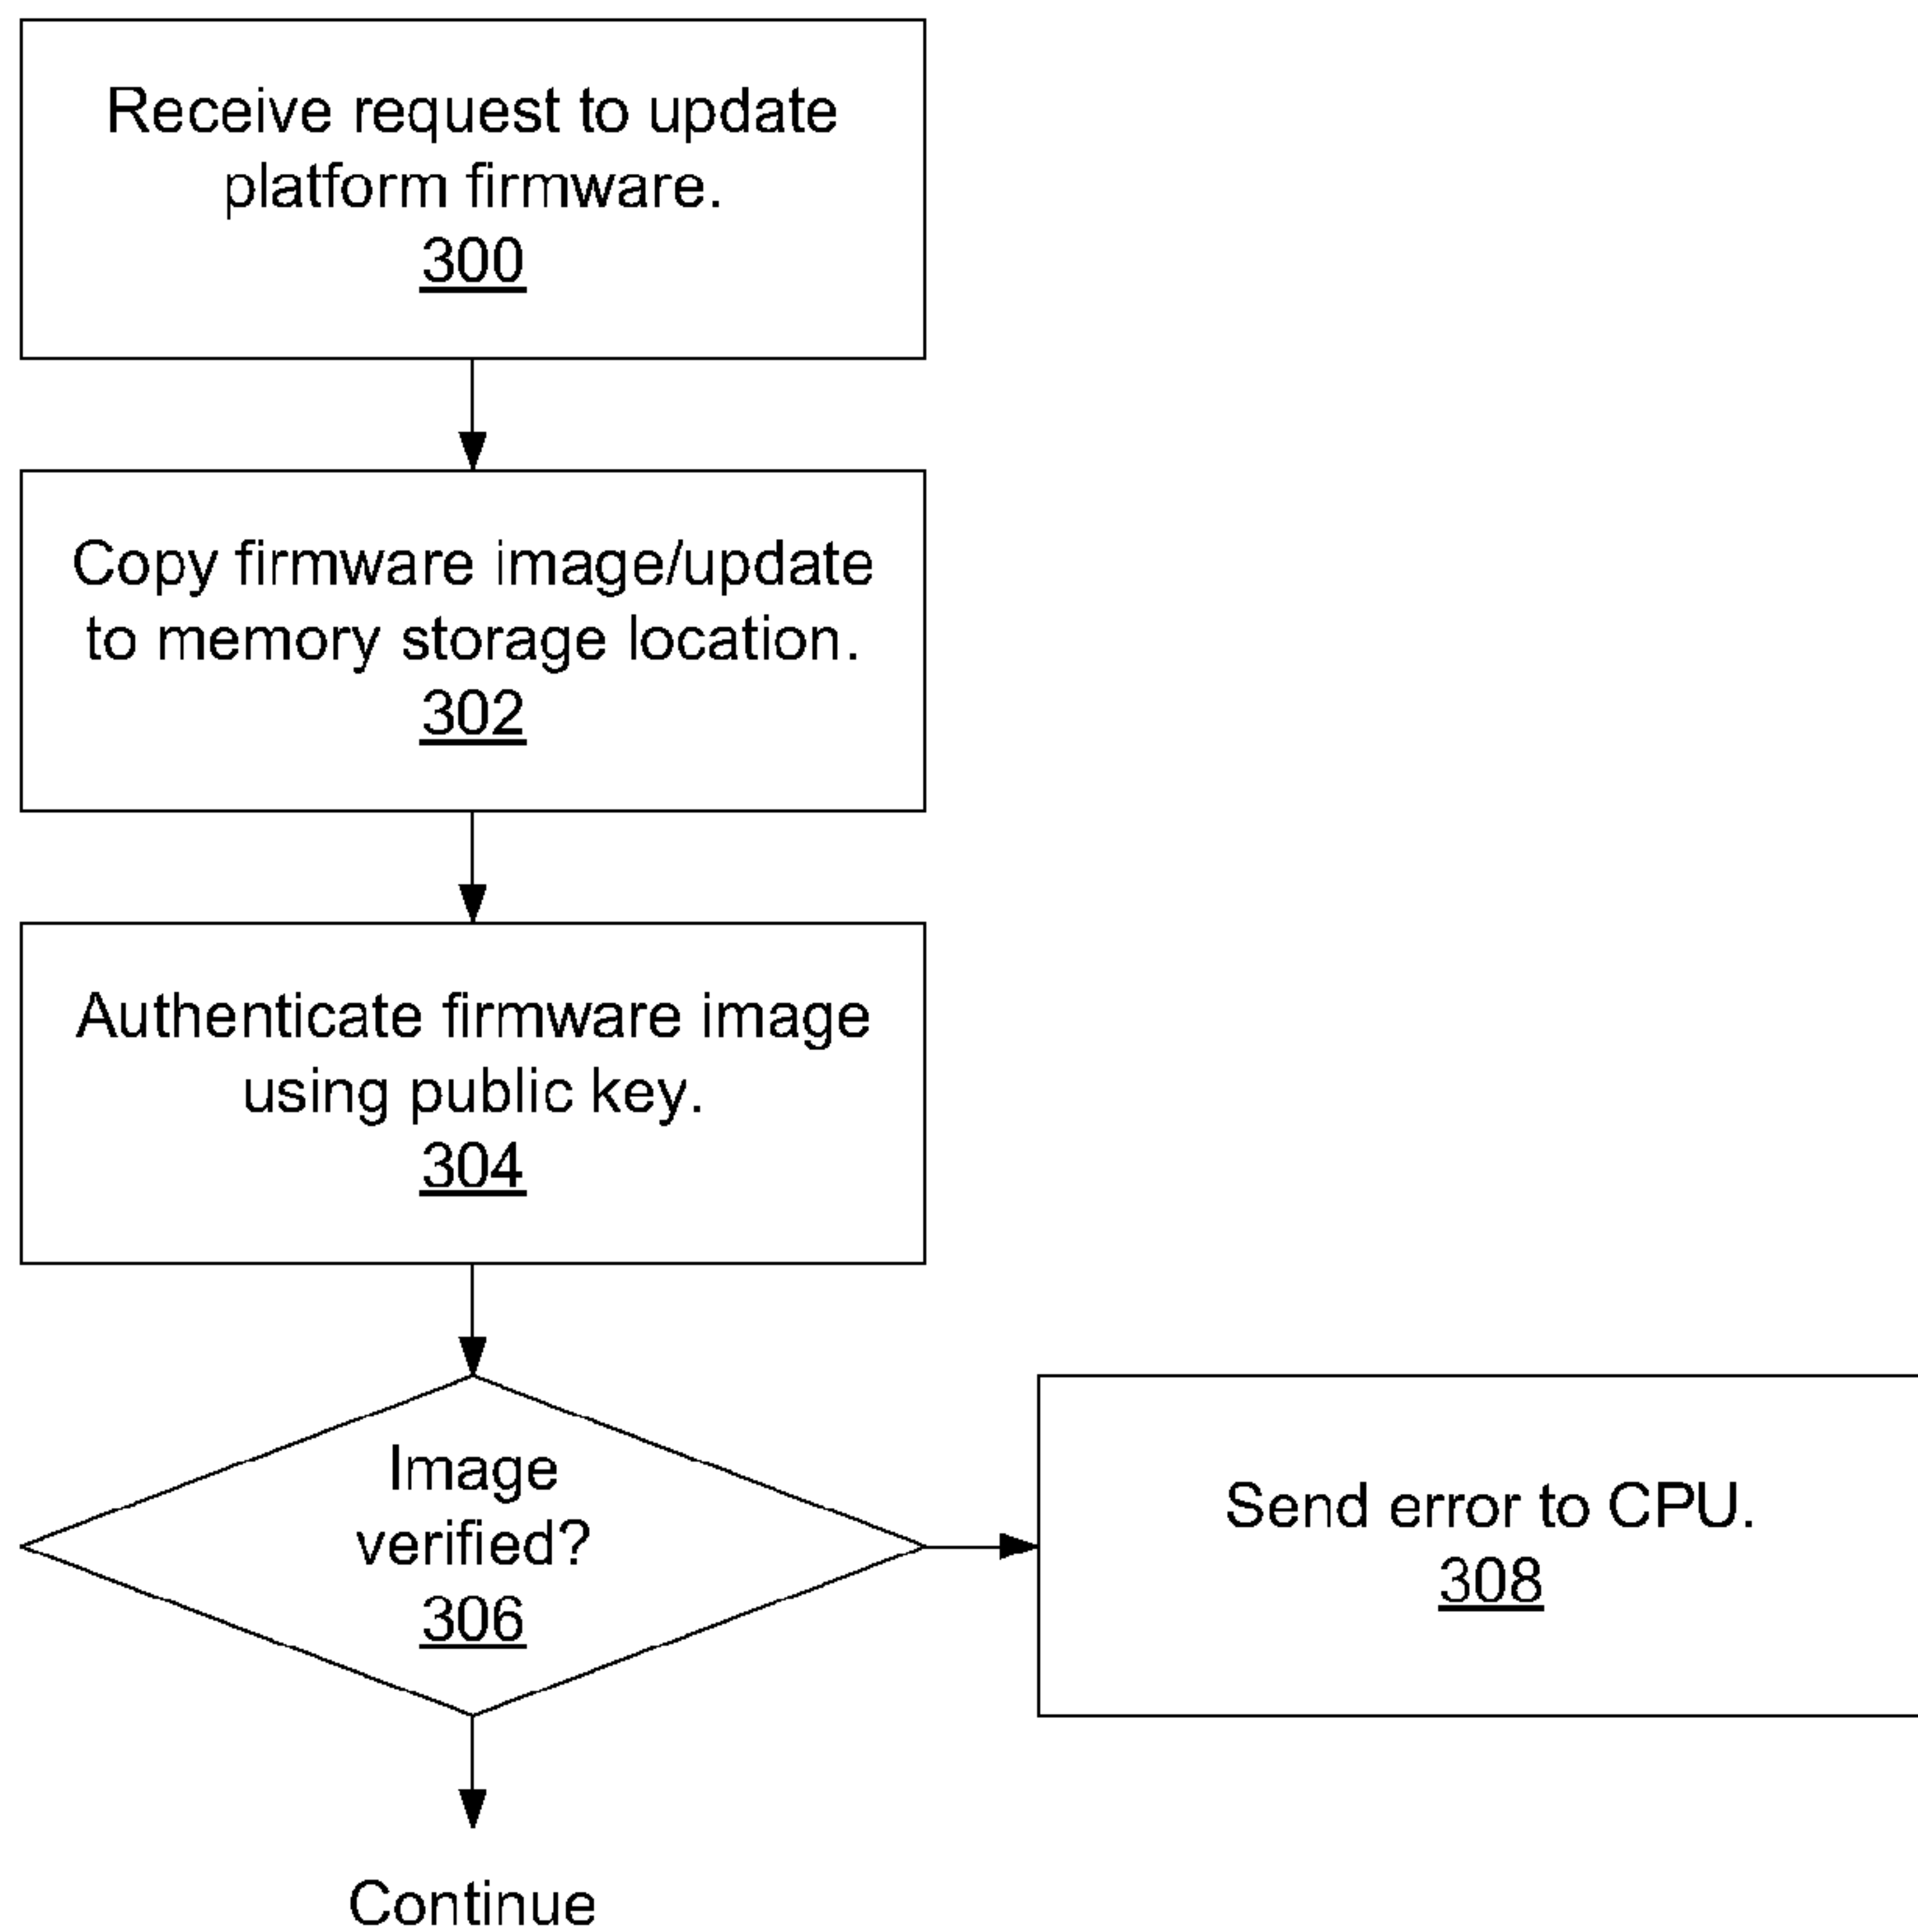 Receive request to update
platform firmware.
300
Copy firmware image/update
to memory storage location.
302
Authenticate firmware image
using public key.
304
Image
verified?
306
Send error to CPU.
308
Continue